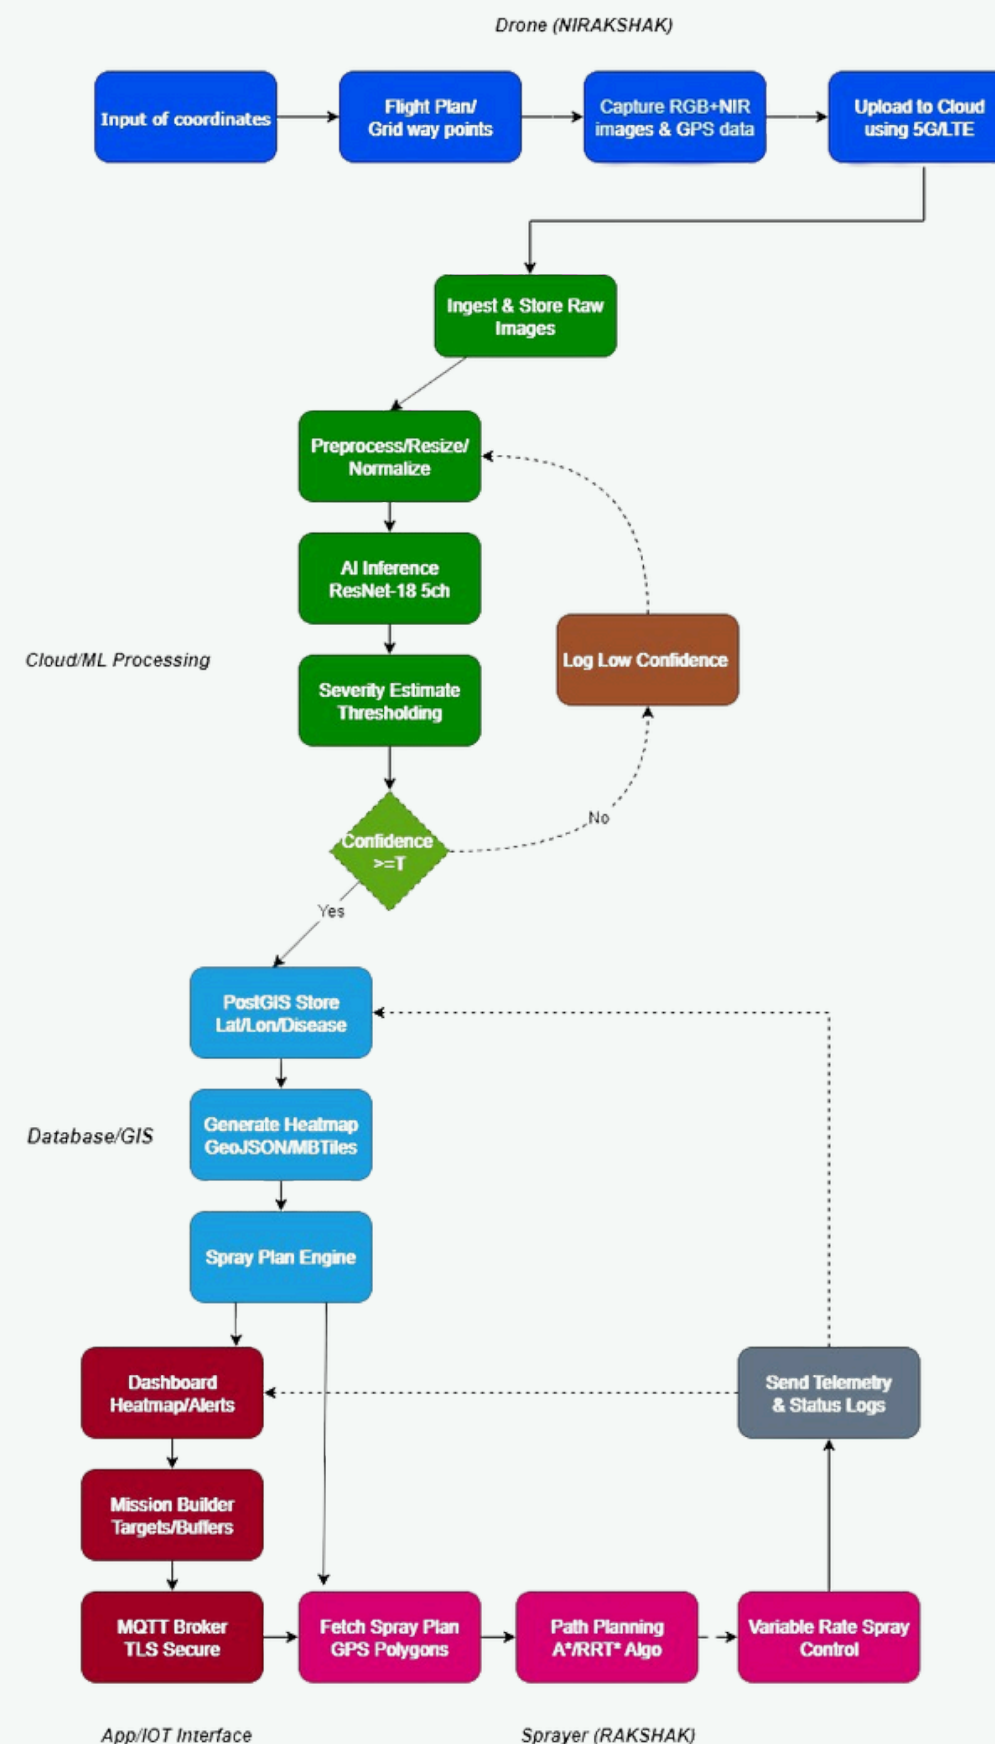 Drone (NIRAKSHAK)
Input of coordinates
Flight Plan/
Grid way points
Capture RGB+NIR
images & GPS data
Upload to Cloud
using 5G/LTE
Ingest & Store Raw
Images
Preprocess/Resize/
Normalize
AI Inference
ResNet-18 5ch
Log Low Confidence
Cloud/ML Processing
Severity Estimate
Thresholding
No
Confidence
>=T
Yes
PostGIS Store
Lat/Lon/Disease
Database/GIS
Generate Heatmap
GeoJSON/MBTiles
Spray Plan Engine
Dashboard
Heatmap/Alerts
Send Telemetry
& Status Logs
Mission Builder
Targets/Buffers
MQTT Broker
TLS Secure
Fetch Spray Plan
GPS Polygons
Path Planning
A*/RRT* Algo
Variable Rate Spray
Control
App/IOT Interface
Sprayer (RAKSHAK)